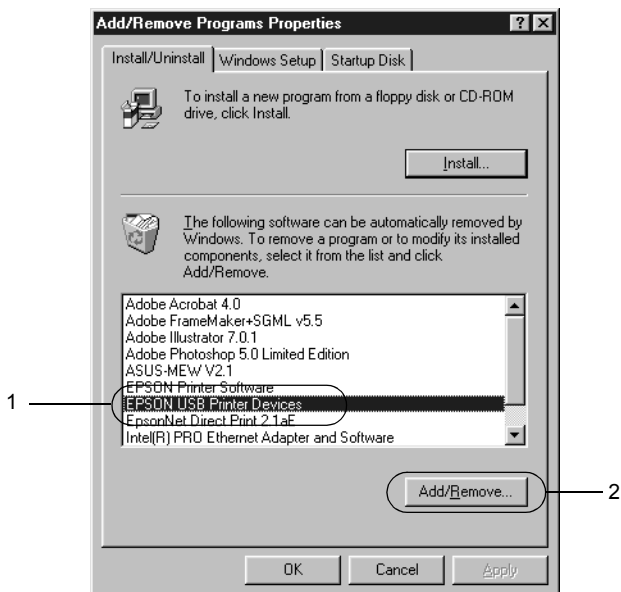 Add/Remove Programs Properties
Install/Uninstall
Windows Setup
Startup Disk
To install a new program from a floppy disk or CD-ROM
drive, click Install.
Install...
The following software can be automatically removed by
Windows. To remove a program or to modify its installed
components, select it from the list and click
Add/Remove.
Adobe Acrobat 4.0
Adobe FrameMaker+SGML v5.5
Adobe Illustrator 7.0.1
Adobe Photoshop 5.0 Limited Edition
ASUS-MEW V2.1
EPSON Printer Software
1
EPSON USB Printer Devices
EpsonNet Direct Print 2.1aE
Intel(R) PRO Ethernet Adapter and Software
Add/Remove...
2
OK
Cancel
Apply